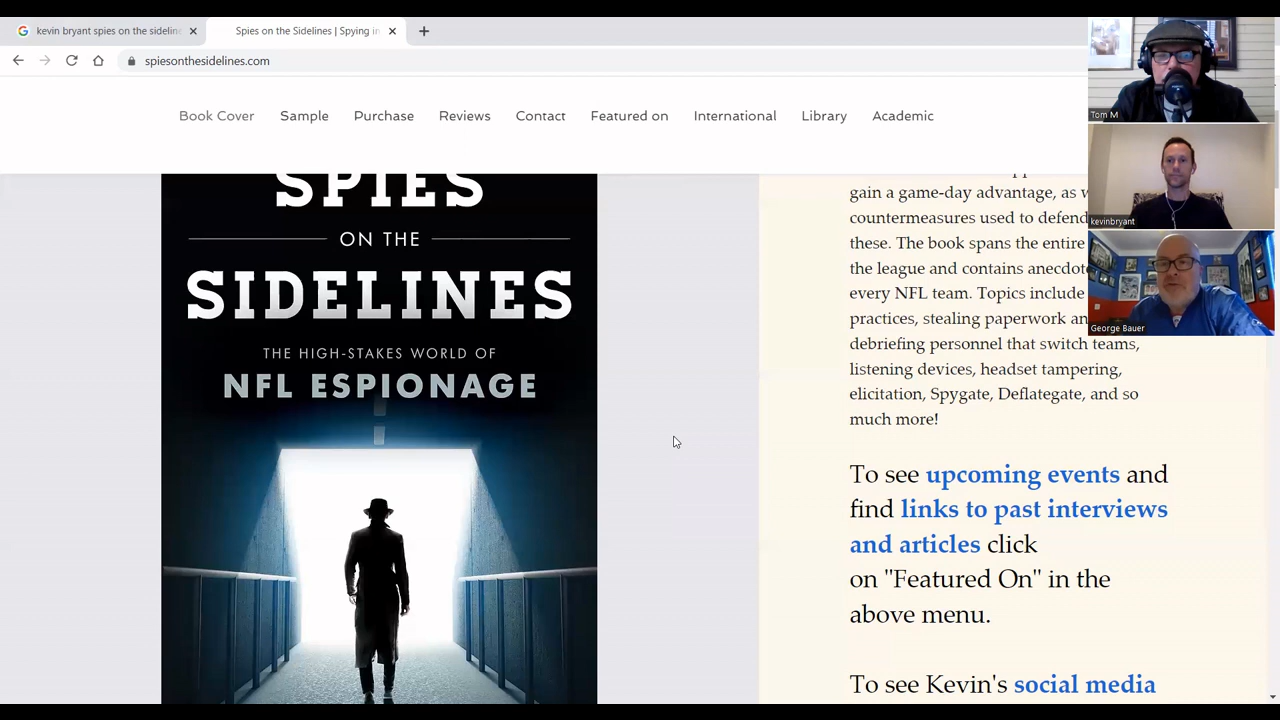 kevin bryant spies on the sidelin
Spies on the Sidelines | Spying in
spiesonthesidelines.com
Book Cover Sample Purchase Reviews Contact Featured on International Library Academic
SPIES
ON THE
SIDELINES
THE HIGH-STAKES WORLD OF
NFL ESPIONAGE
gain a game-day advantage, as w
countermeasures used to defend
these. The book spans the entire
the league and contains anecdot
every NFL team. Topics include
practices, stealing paperwork an
debriefing personnel that switch teams,
listening devices, headset tampering,
elicitation, Spygate, Deflategate, and so
much more!
To see upcoming events and
find links to past interviews
and articles click
on "Featured On" in the
above menu.
To see Kevin's social media
Tom M
kevinbryant
George Bauer